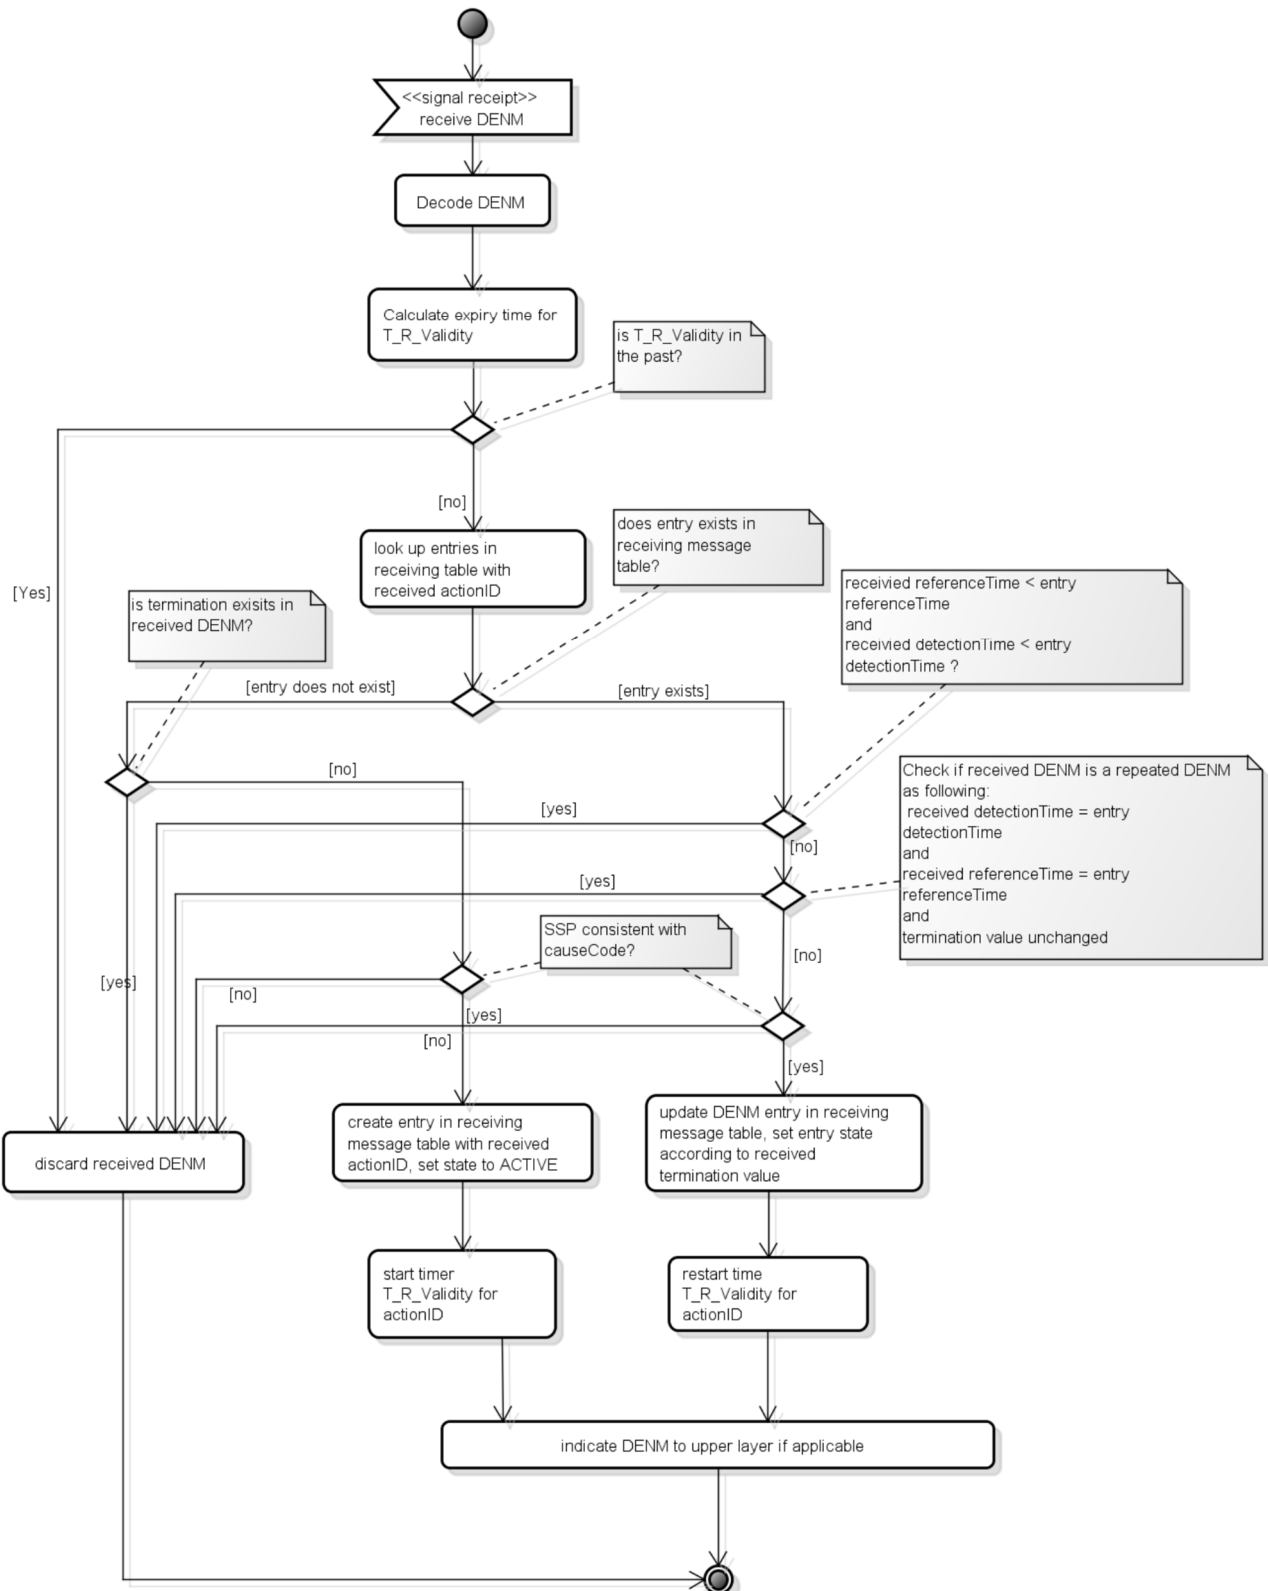 <<signal receipt>>
receive DENM
Decode DENM
Calculate expiry time for
T_R_Validity
is T_R_Validity in
the past?
[no]
look up entries in
receiving table with
received actionID
does entry exists in
receiving message
table?
[Yes]
is termination exisits in
received DENM?
receivied referenceTime < entry
referenceTime
and
receivied detectionTime < entry
detectionTime ?
[entry does not exist]
[entry exists]
[no]
[yes]
[no]
Check if received DENM is a repeated DENM
as following:
received detectionTime = entry
detectionTime
and
received referenceTime = entry
referenceTime
and
termination value unchanged
[yes]
SSP consistent with
causeCode?
[no]
[yes]
[no]
[yes]
[no]
[yes]
create entry in receiving
message table with received
actionID, set state to ACTIVE
update DENM entry in receiving
message table, set entry state
according to received
termination value
discard received DENM
start timer
T_R_Validity for
actionID
restart time
T_R_Validity for
actionID
indicate DENM to upper layer if applicable